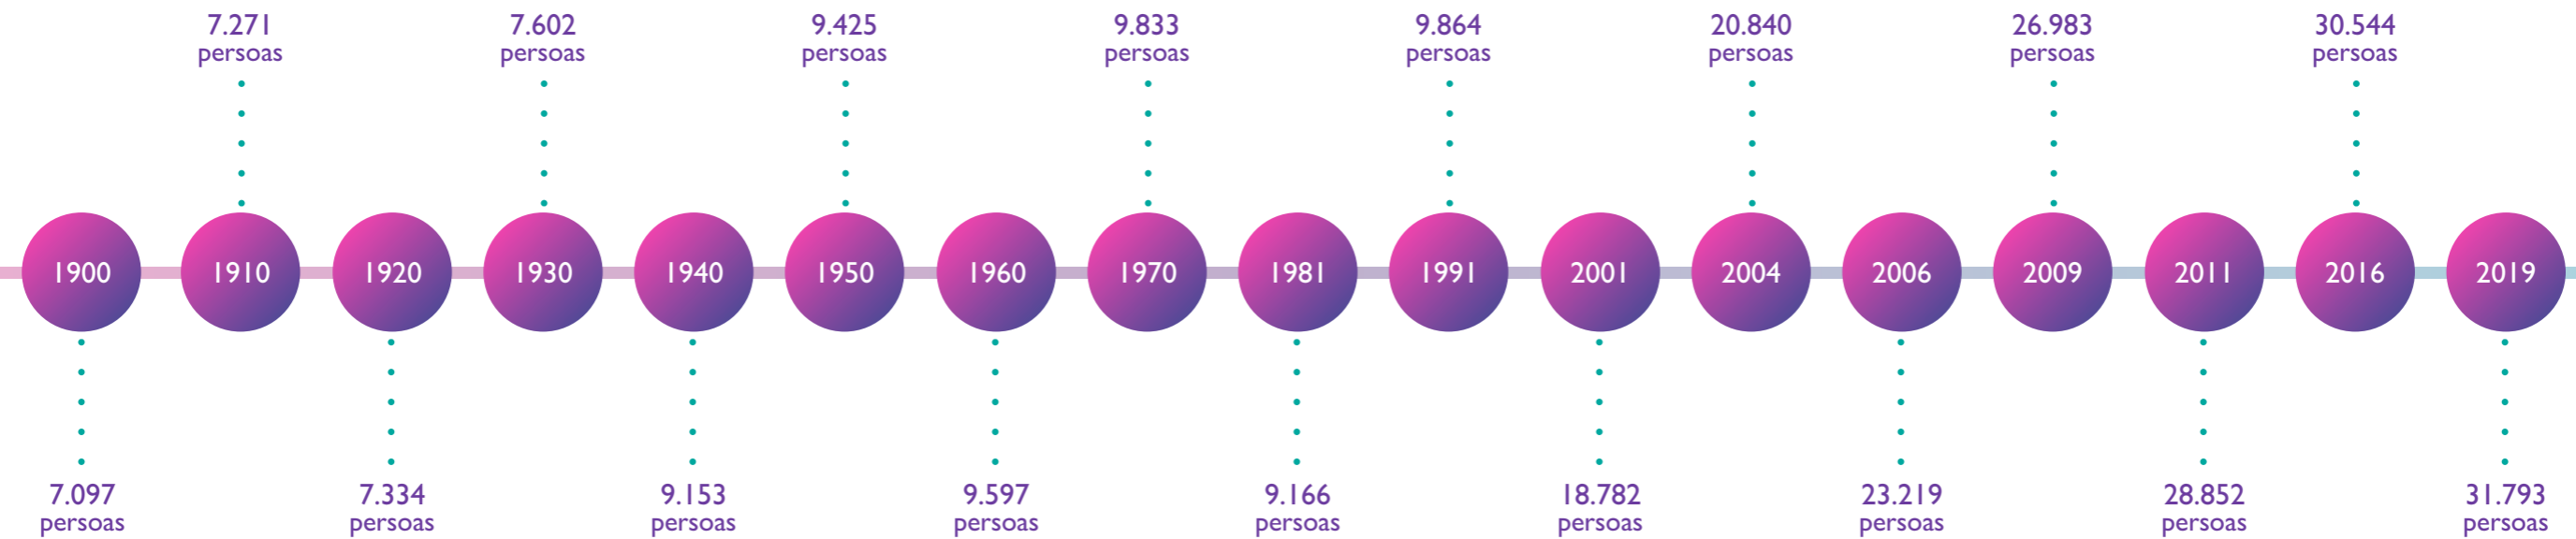 7.271
persoas
7.602
persoas
9.425
persoas
9.833
persoas
9.864
persoas
20.840
persoas
26.983
persoas
30.544
persoas
1900
1910
1920
1930
1940
1950
1960
1970
1981
1991
2001
2004
2006
2009
2011
2016
2019
7.097
persoas
7.334
persoas
9.153
persoas
9.597
persoas
9.166
persoas
18.782
persoas
23.219
persoas
28.852
persoas
31.793
persoas